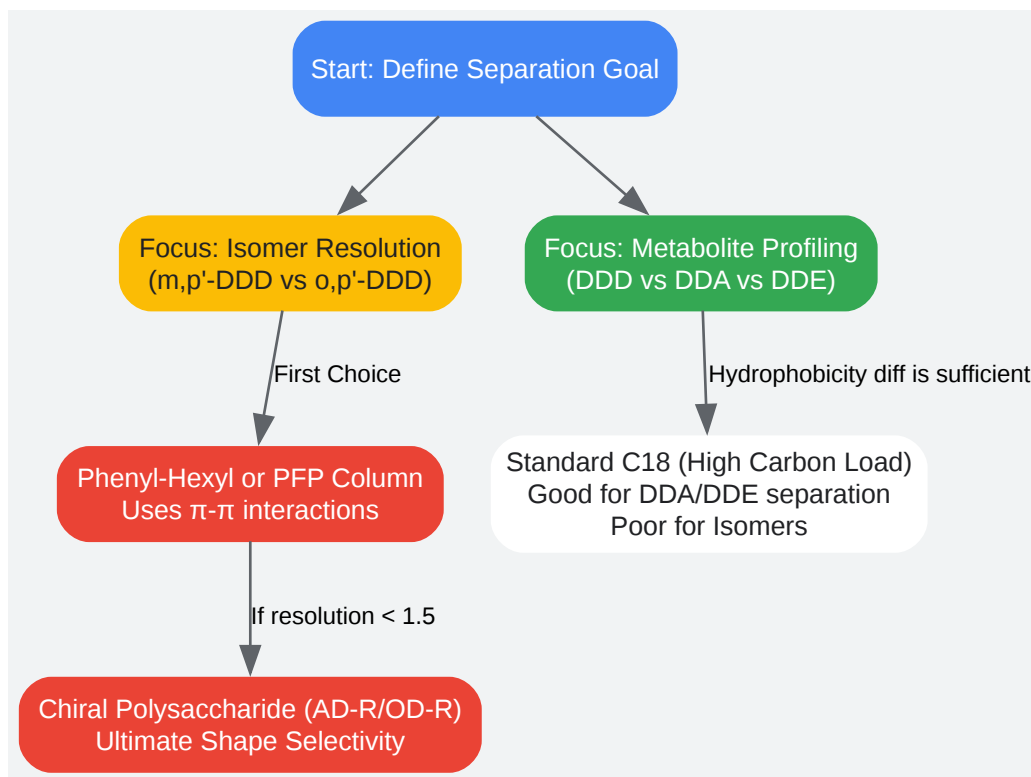 Start: Define Separation Goal
Focus: Isomer Resolution
(m,p'-DDD vs o,p'-DDD)
Focus: Metabolite Profiling
(DDD vs DDA vs DDE)
First Choice
Hydrophobicity diff is sufficient
Phenyl-Hexyl or PFP Column
Uses π-π interactions
Standard C18 (High Carbon Load)
Good for DDA/DDE separation
Poor for Isomers
If resolution < 1.5
Chiral Polysaccharide (AD-R/OD-R)
Ultimate Shape Selectivity